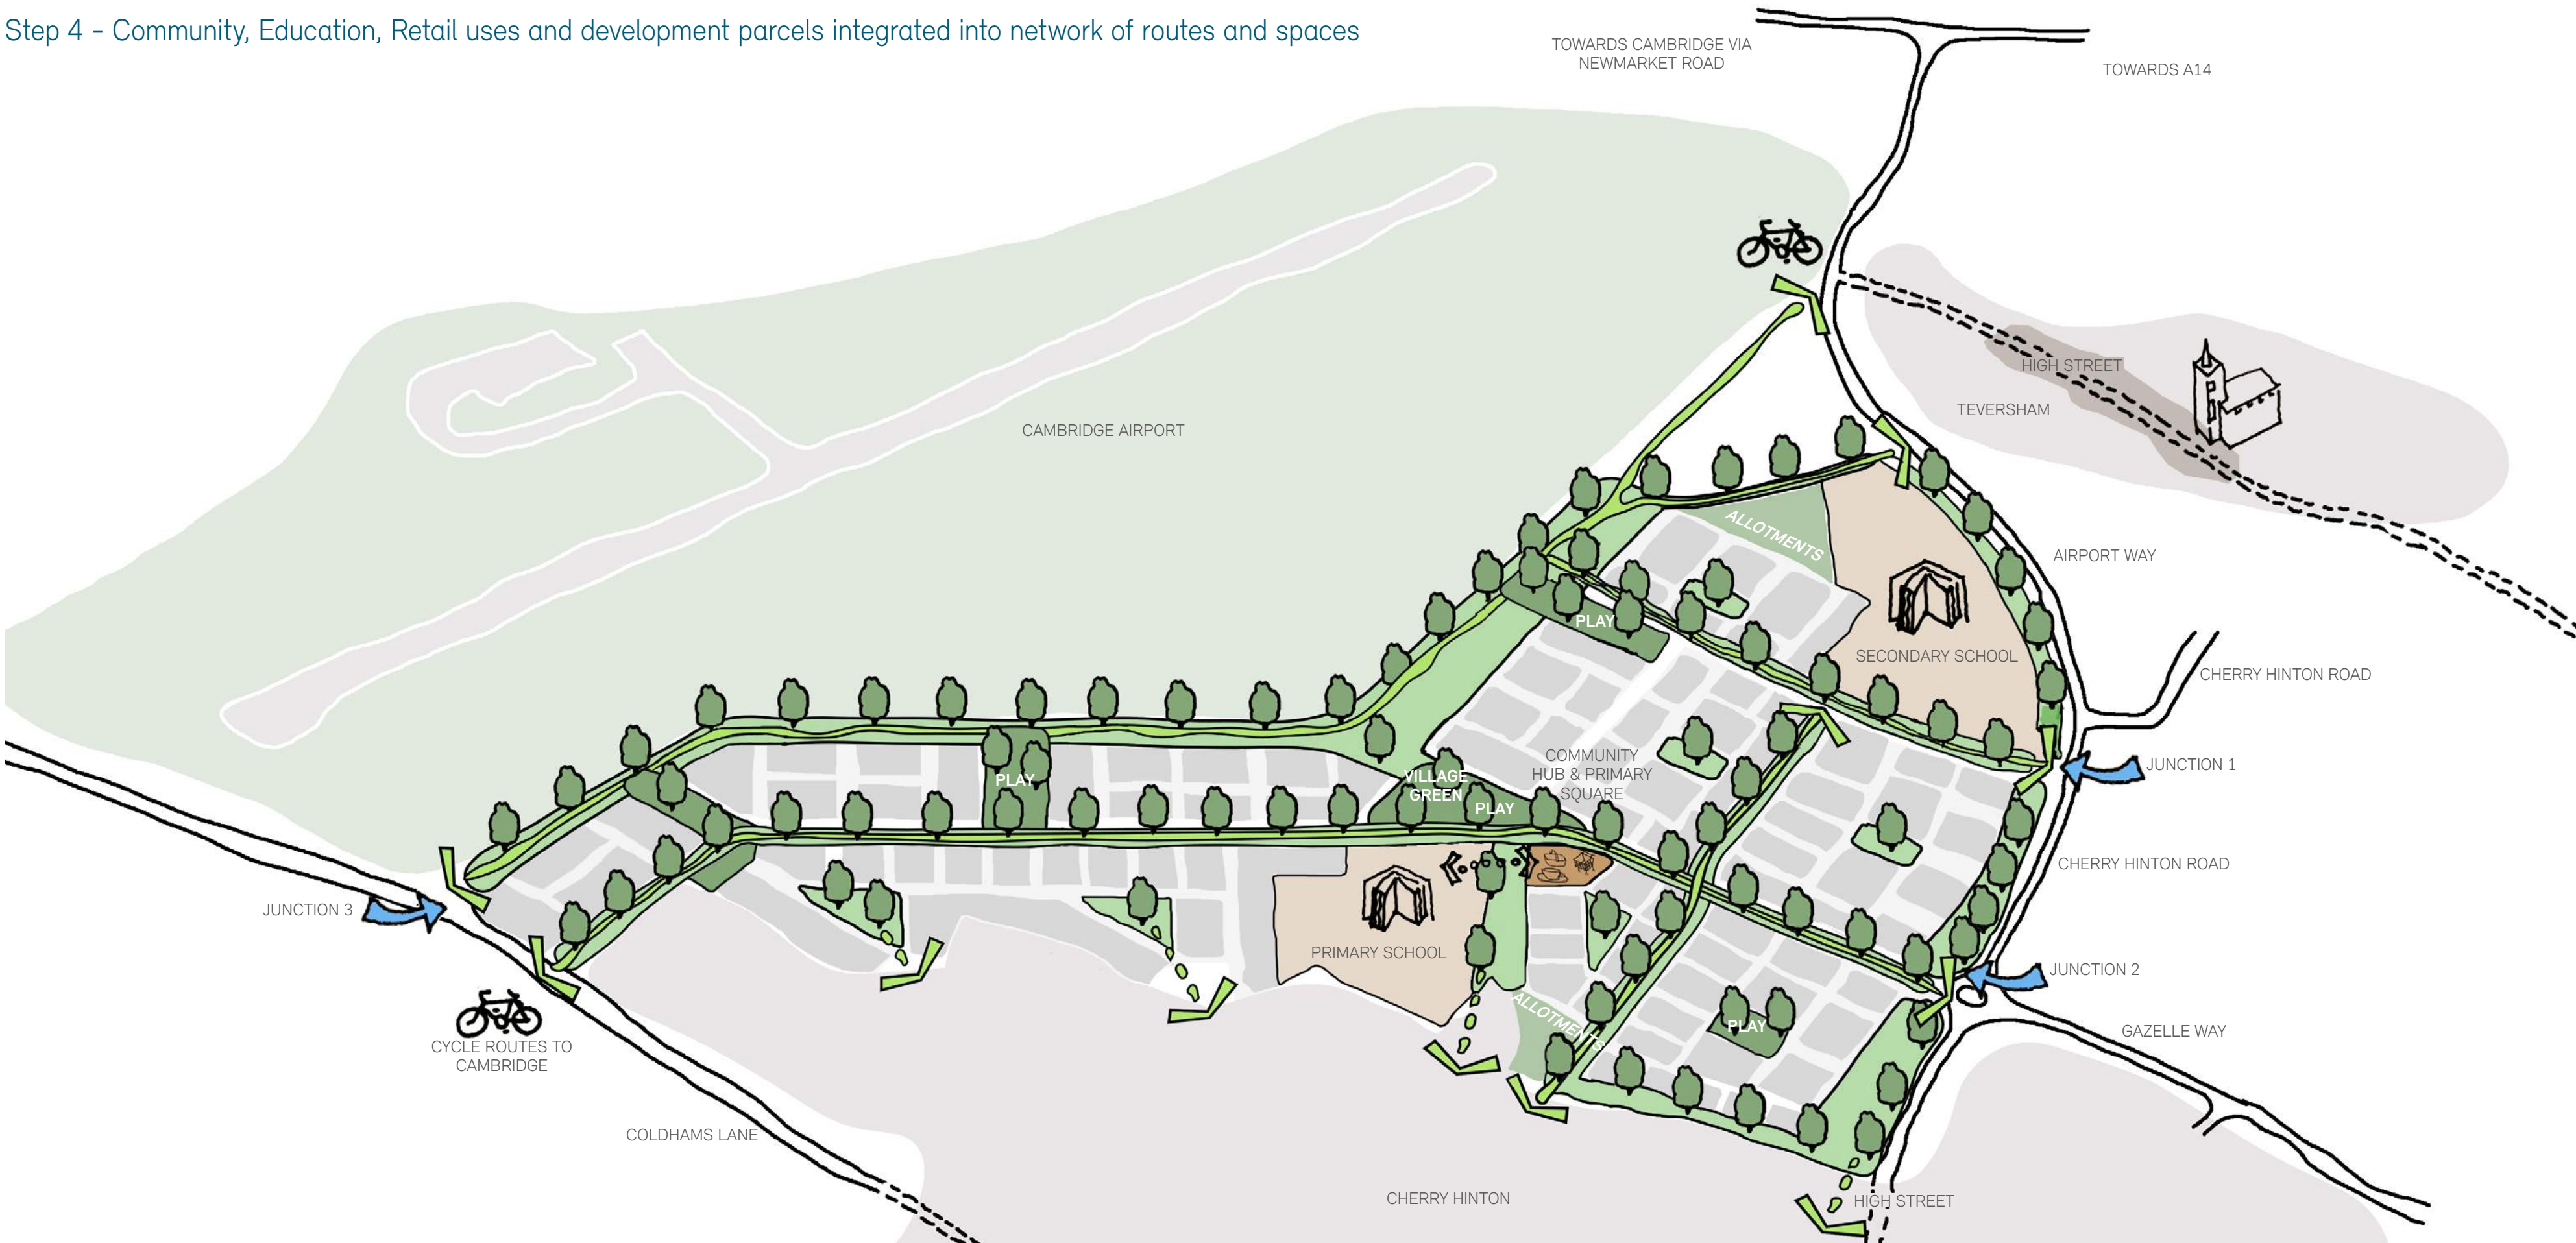 Step 4 - Community, Education, Retail uses and development parcels integrated into network of routes and spaces
TOWARDS CAMBRIDGE VIA
NEWMARKET ROAD
TOWARDS A14
HIGH STREET
TEVERSHAM
CAMBRIDGE AIRPORT
ALLOTMENTS
AIRPORT WAY
PLAY
SECONDARY SCHOOL
CHERRY HINTON ROAD
COMMUNITY
HUB & PRIMARY
SQUARE
JUNCTION 1
PLAY
VILLAGE
GREEN
PLAY
CHERRY HINTON ROAD
JUNCTION 3
PRIMARY SCHOOL
JUNCTION 2
ALLOTMENTS
PLAY
GAZELLE WAY
CYCLE ROUTES TO
CAMBRIDGE
COLDHAMS LANE
CHERRY HINTON
HIGH STREET